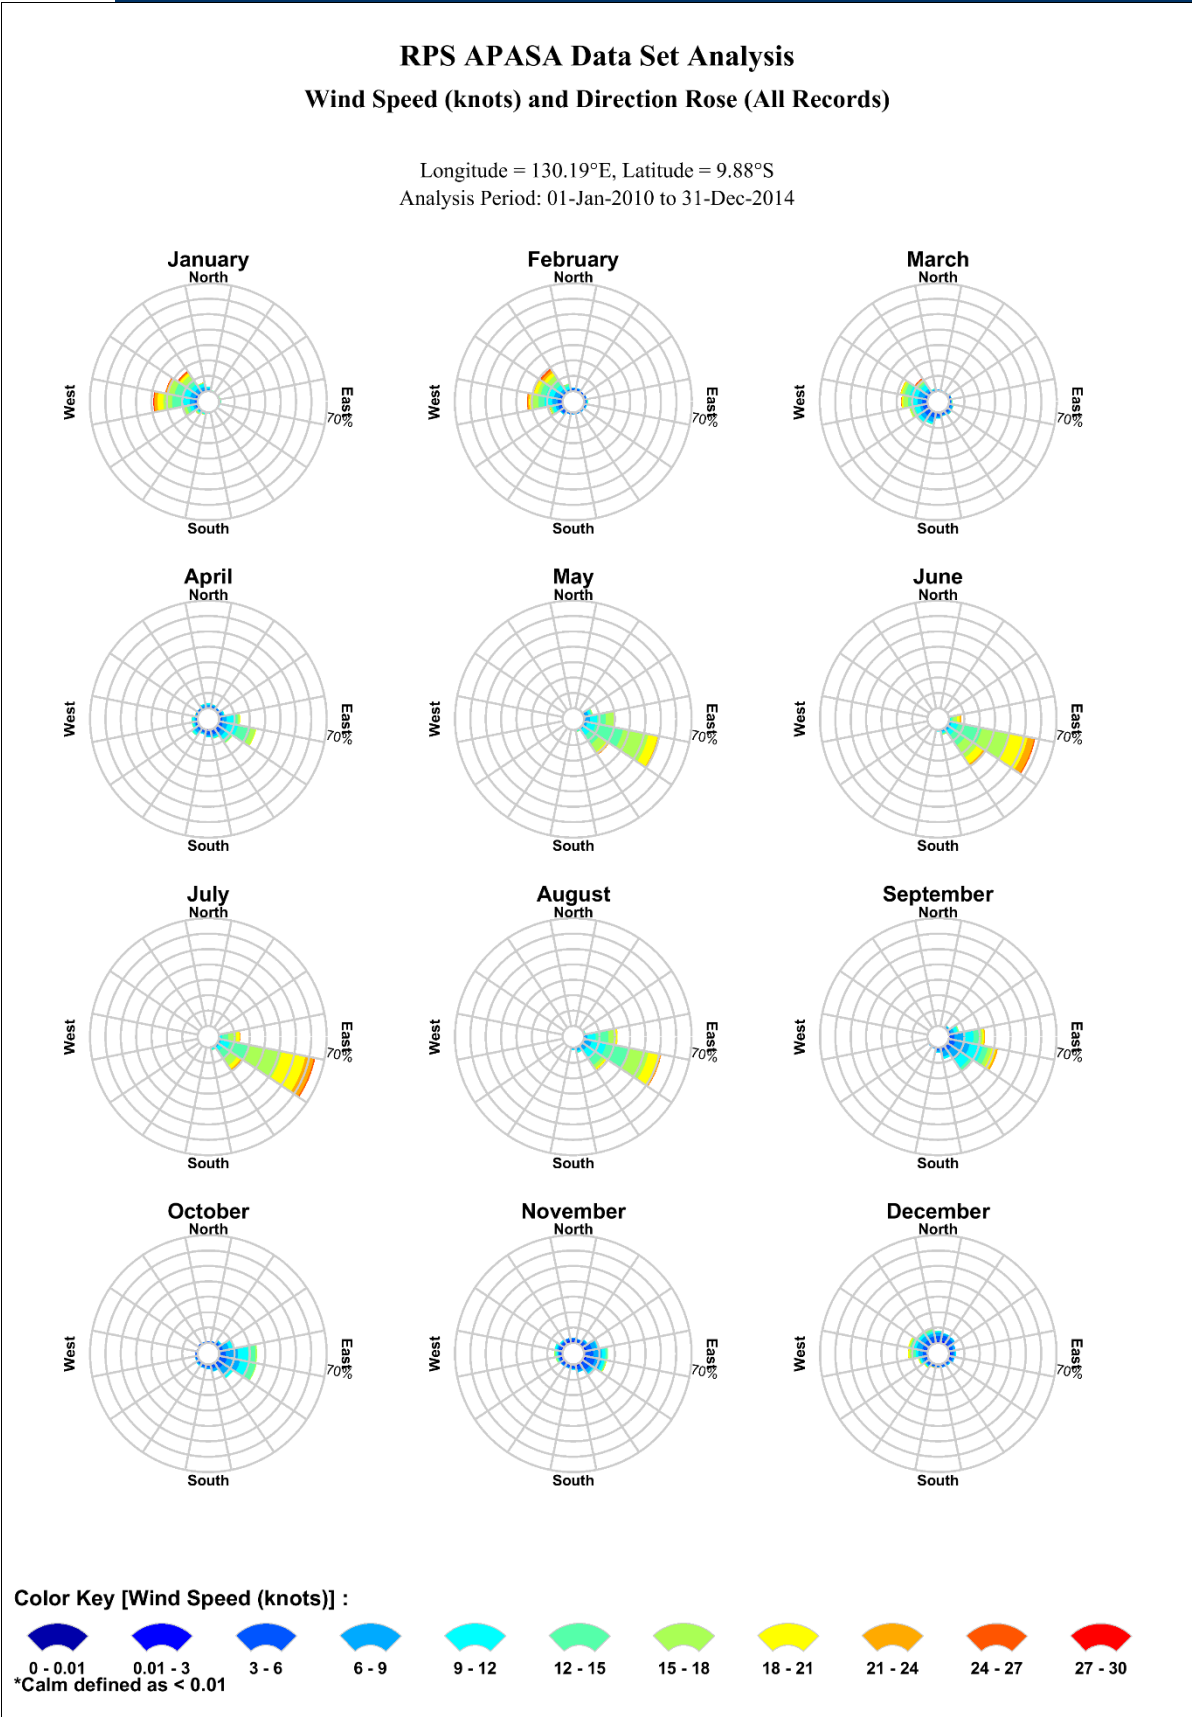 RPS APASA Data Set Analysis
Wind Speed (knots) and Direction Rose (All Records)
Longitude = 130.19°E, Latitude = 9.88°S
Analysis Period: 01-Jan-2010 to 31-Dec-2014
January
North
West
East
70%
South
February
North
West
East
70%
South
March
North
West
East
70%
South
April
North
West
East
70%
South
May
North
West
East
70%
South
June
North
West
East
70%
South
July
North
West
East
70%
South
August
North
West
East
70%
South
September
North
West
East
70%
South
October
North
West
East
70%
South
November
North
West
East
70%
South
December
North
West
East
70%
South
Color Key [Wind Speed (knots)] :
0 - 0.01 0.01 - 3 3 - 6 6 - 9 9 - 12 12 - 15 15 - 18 18 - 21 21 - 24 24 - 27 27 - 30
*Calm defined as < 0.01